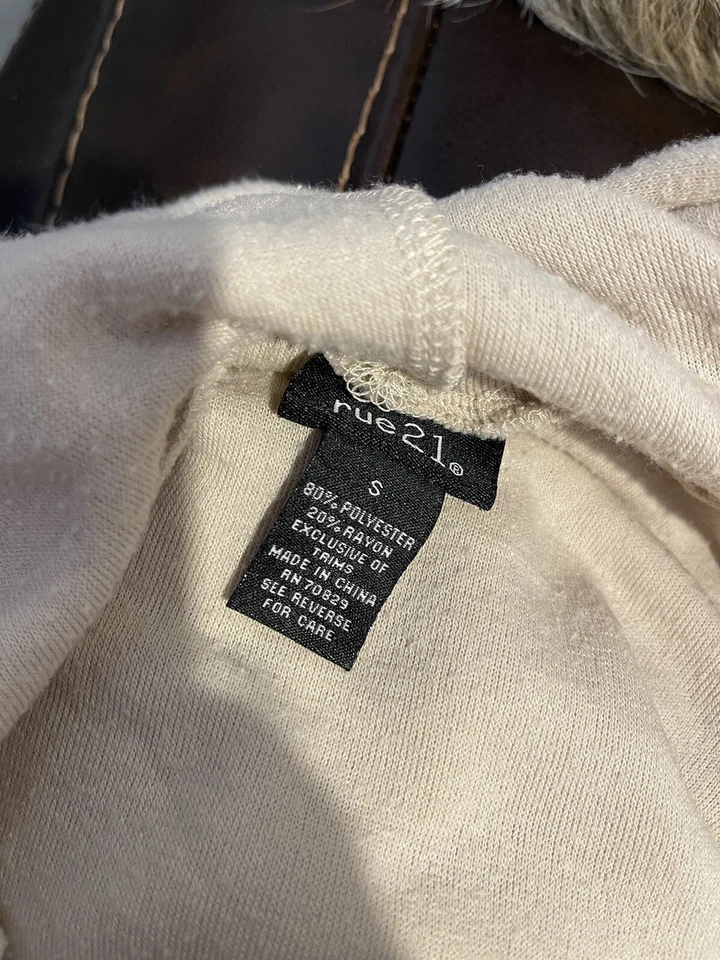 rue21®
S
80% POLYESTER
20% RAYON
EXCLUSIVE OF
TRIMS
MADE IN CHINA
RN 70829
SEE REVERSE
FOR CARE